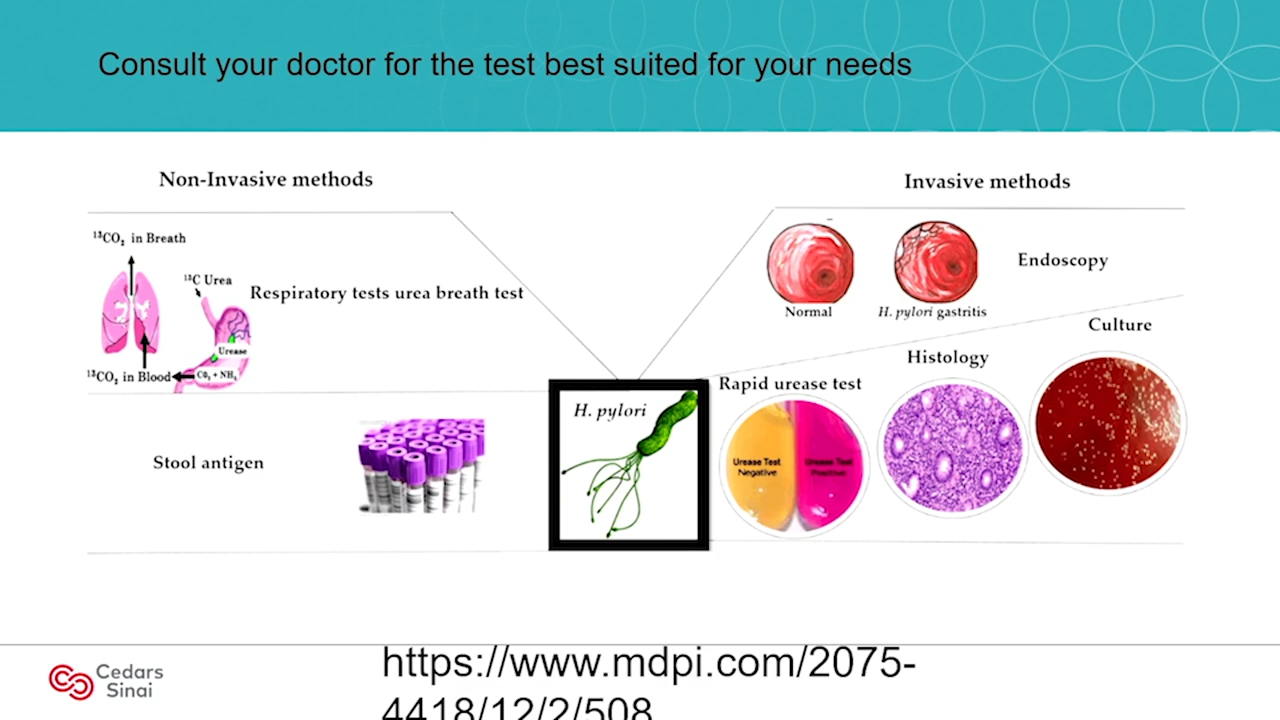 Consult your doctor for the test best suited for your needs
Non-Invasive methods
¹³CO₂ in Breath
¹³C Urea
Respiratory tests urea breath test
Urease
¹³CO₂ in Blood
CO₂ + NH₃
Stool antigen
H. pylori
Invasive methods
Normal
H. pylori gastritis
Endoscopy
Culture
Histology
Rapid urease test
Urease Test
Negative
Urease Test
Positive
Cedars
Sinai
https://www.mdpi.com/2075-
4418/12/2/508